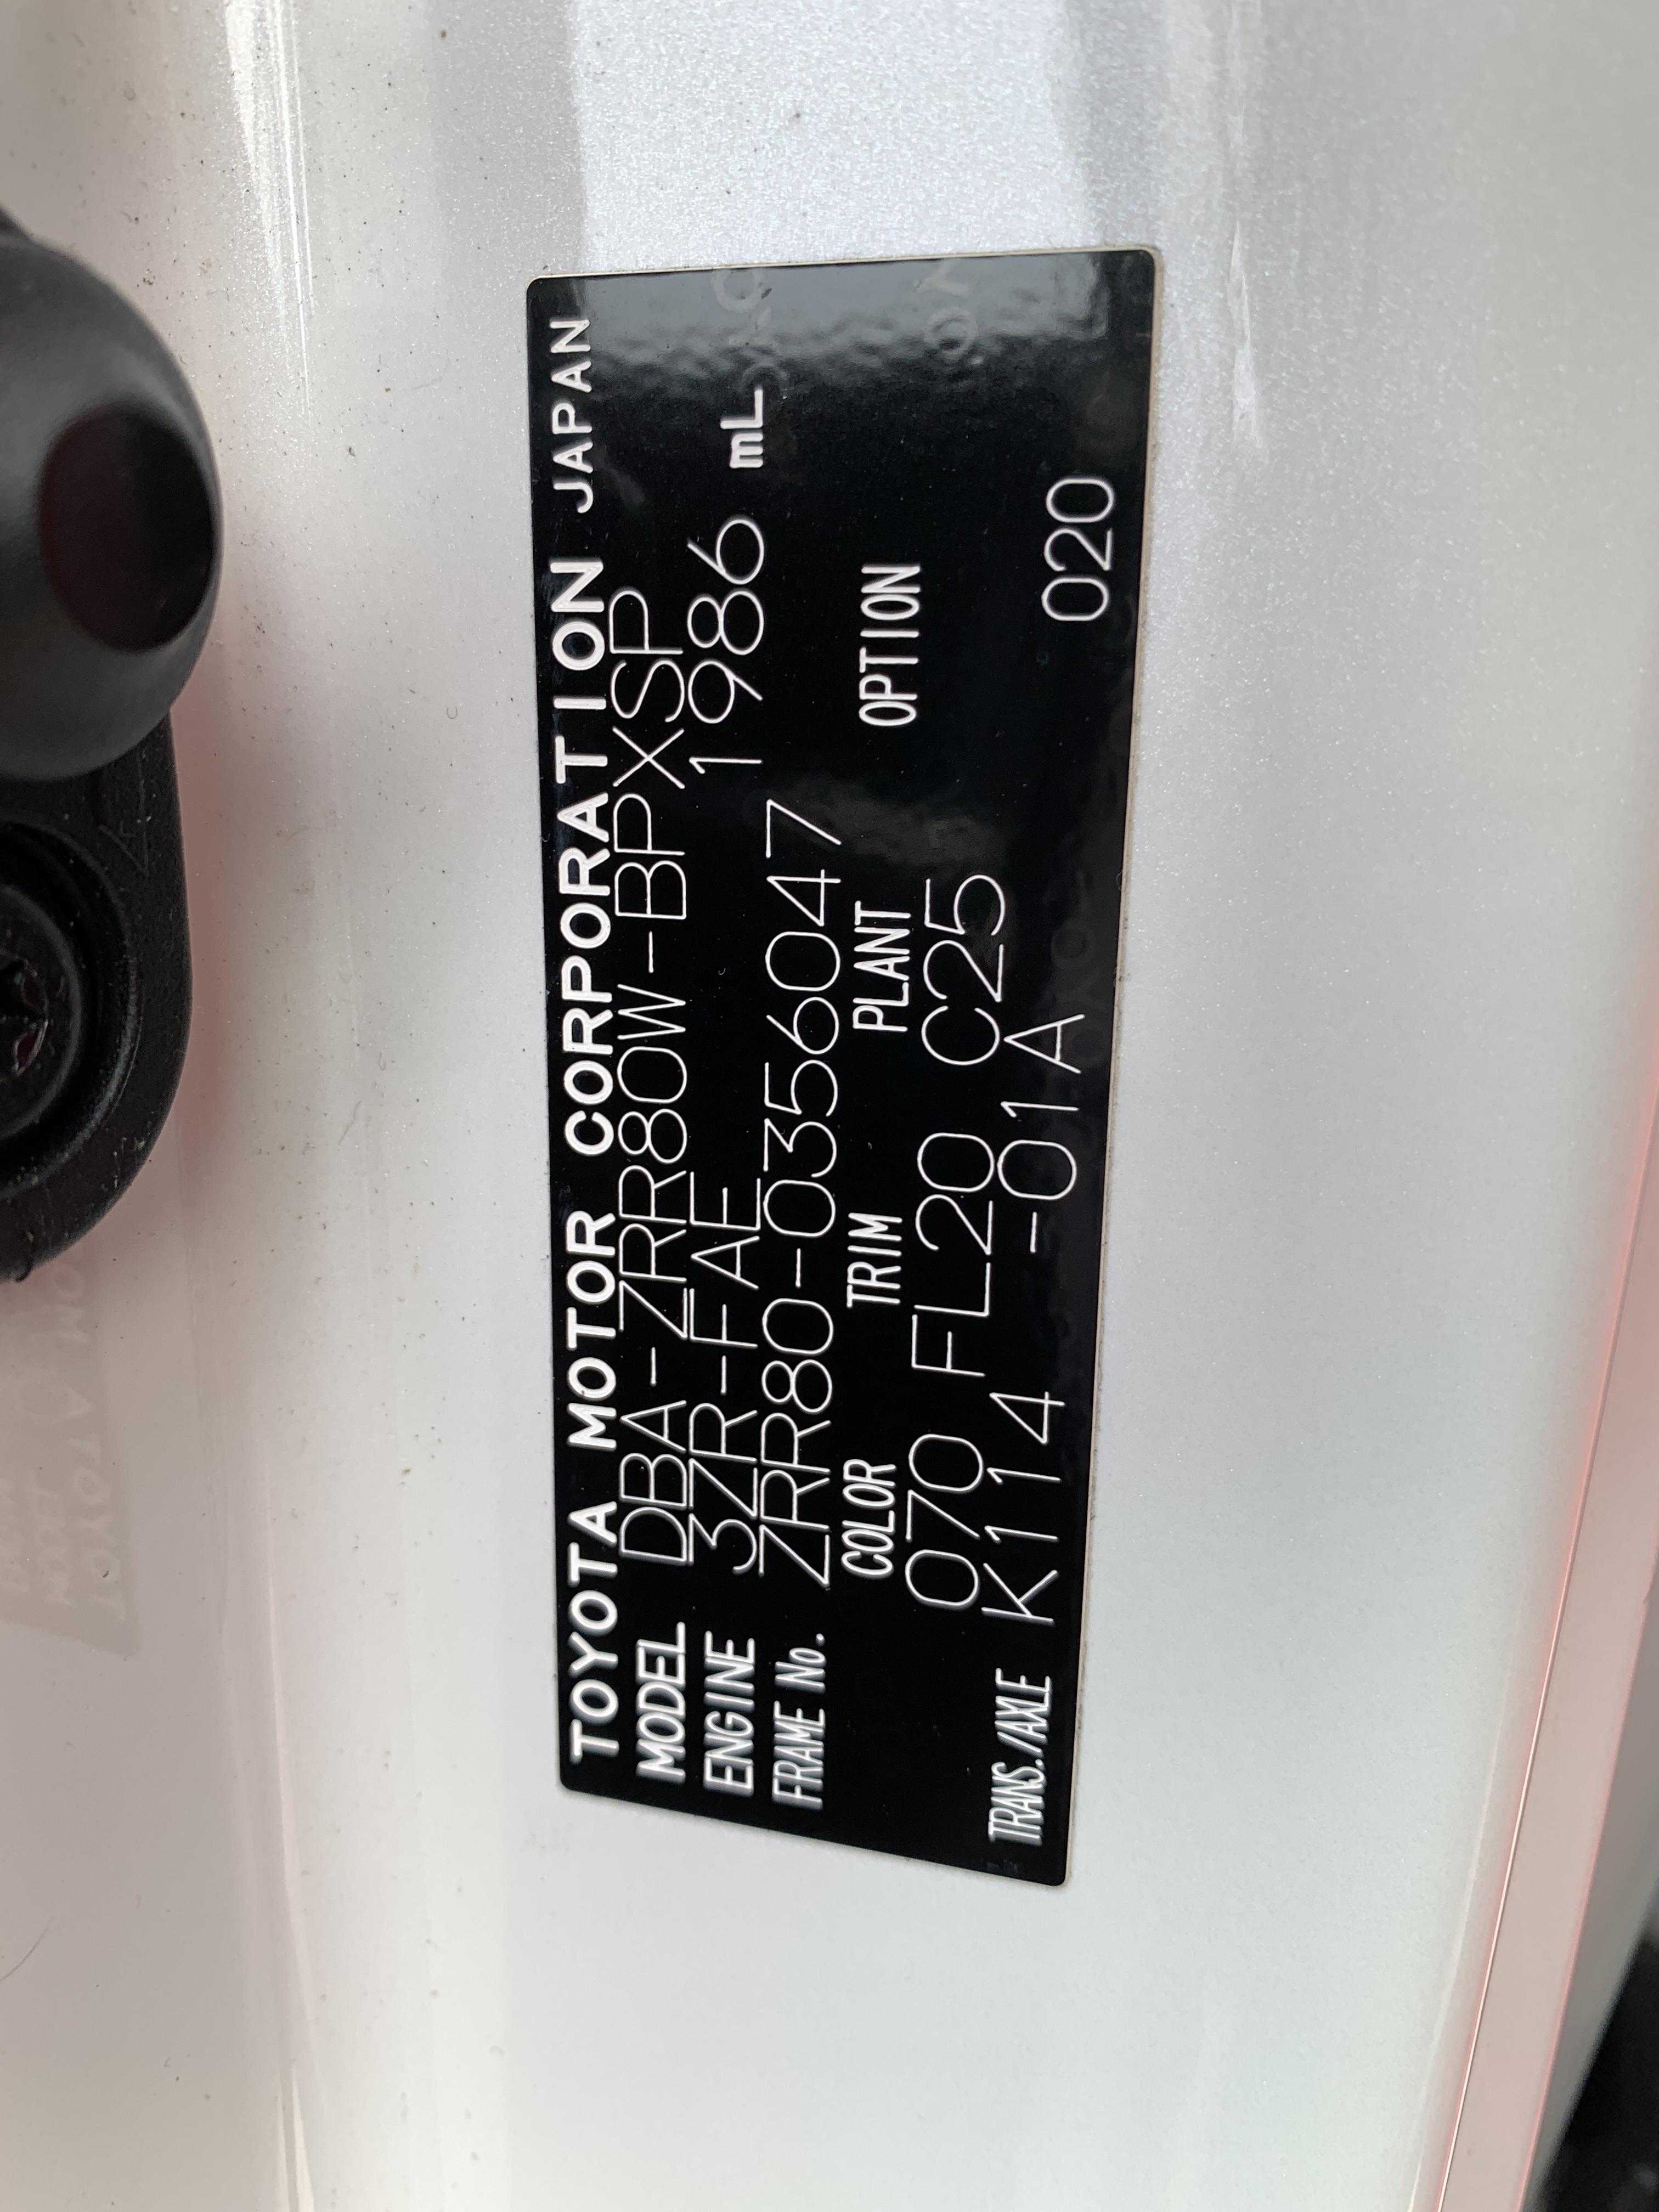 TOYOTA MOTOR CORPORATION JAPAN
MODEL DBA-ZRR80W-BPXSP
ENGINE 3ZR-FAE 1986 mL
FRAME No. ZRR80-0356047
COLOR TRIM PLANT OPTION
070 FL20 C25
TRANS./AXLE K114 -01A 020